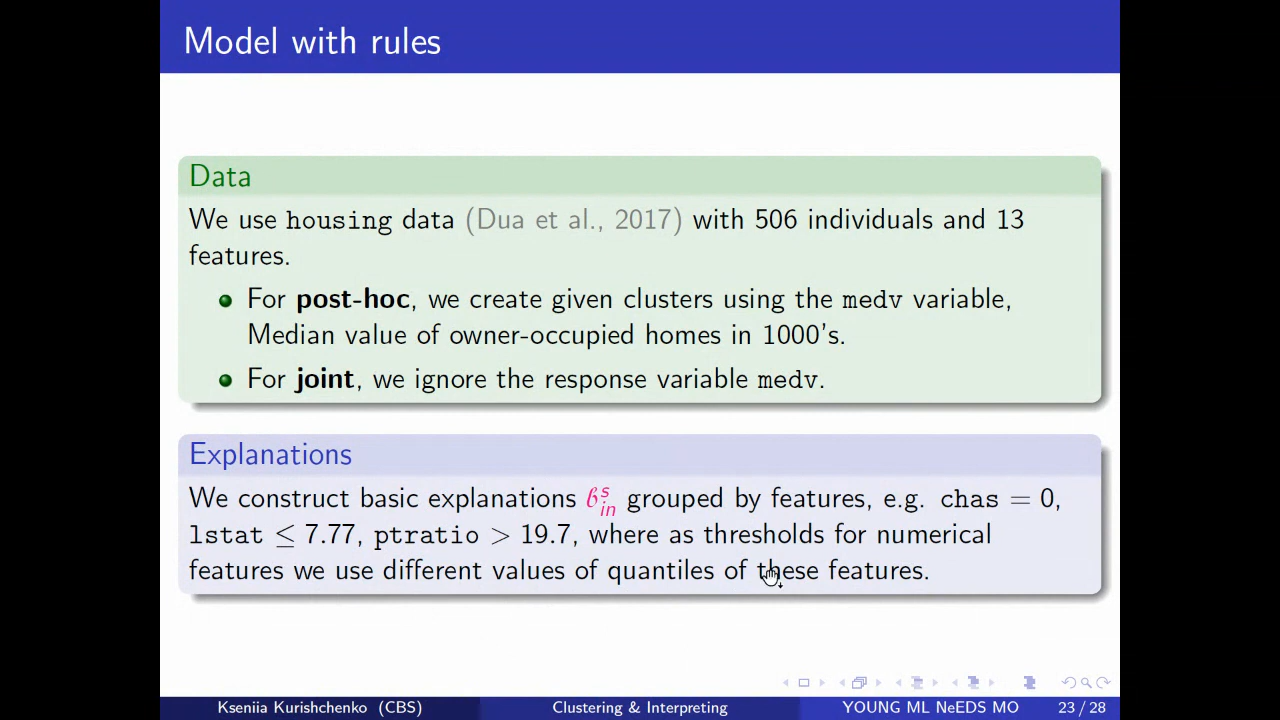 Model with rules
Data
We use housing data (Dua et al., 2017) with 506 individuals and 13
features.
For post-hoc, we create given clusters using the medv variable,
Median value of owner-occupied homes in 1000's.
For joint, we ignore the response variable medv.
Explanations
We construct basic explanations 𝒷ˢᵢₙ grouped by features, e.g. chas = 0,
lstat ≤ 7.77, ptratio > 19.7, where as thresholds for numerical
features we use different values of quantiles of these features.
Kseniia Kurishchenko (CBS) Clustering & Interpreting YOUNG ML NeEDS MO 23 / 28